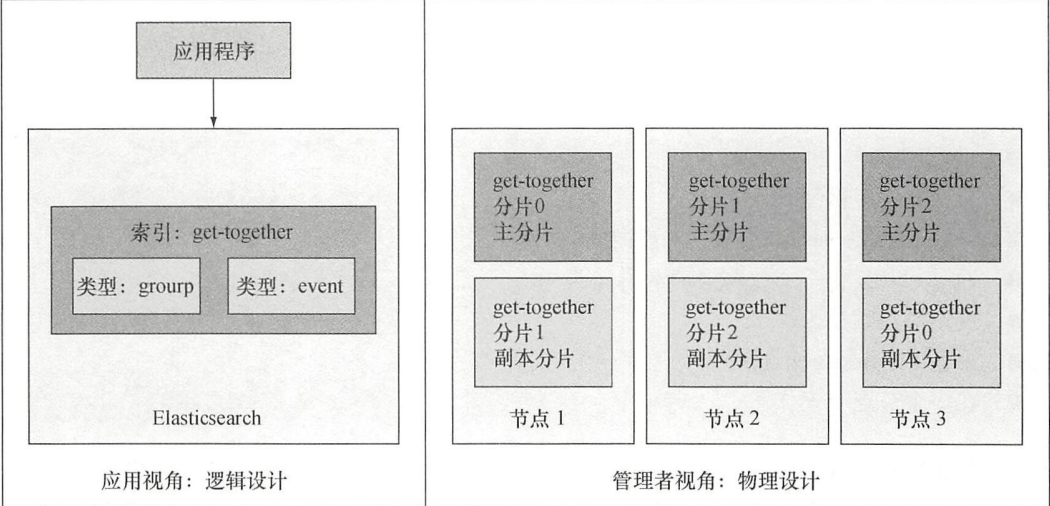 应用程序
索引：get-together
类型：grourp
类型：event
Elasticsearch
应用视角：逻辑设计
get-together
分片0
主分片
get-together
分片1
副本分片
节点 1
get-together
分片1
主分片
get-together
分片2
副本分片
节点 2
get-together
分片2
主分片
get-together
分片0
副本分片
节点 3
管理者视角：物理设计